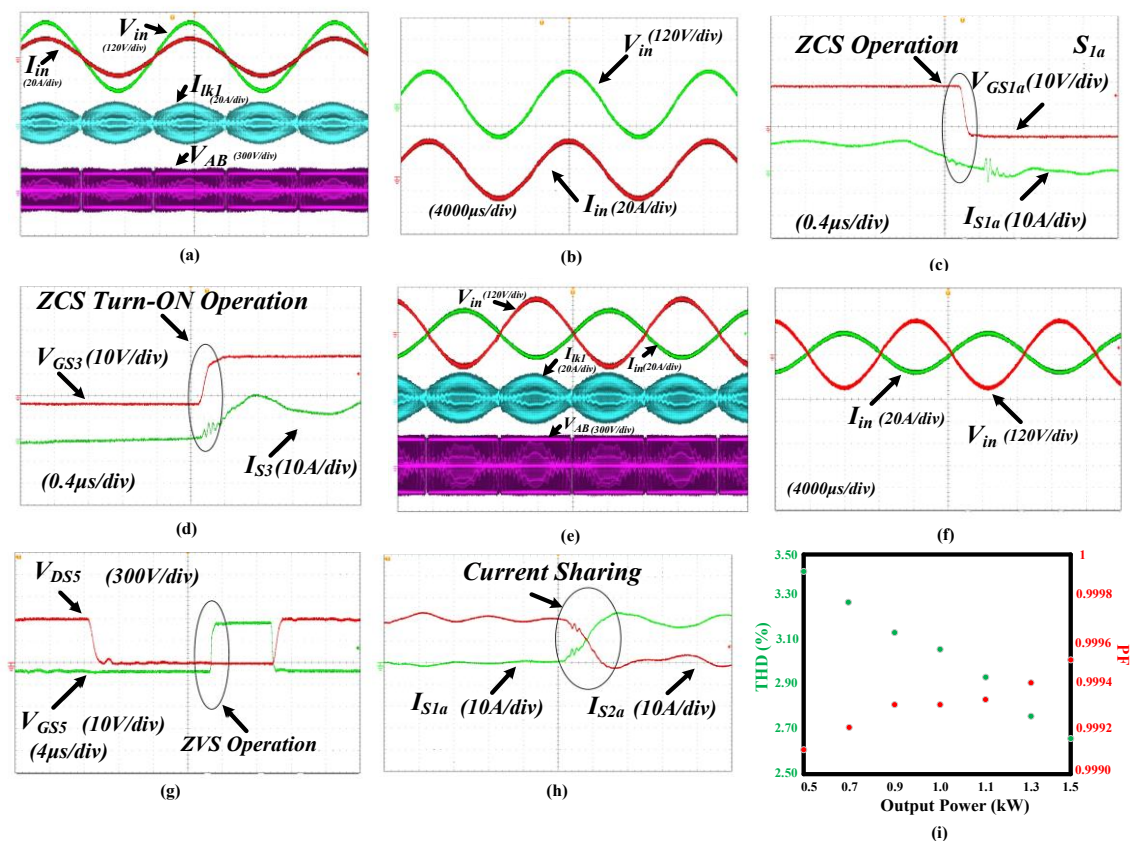 V_in
(120V/div)
I_in
(20A/div)
I_lk1
(20A/div)
V_AB (300V/div)
(a)
V_in (120V/div)
(4000μs/div)
I_in (20A/div)
(b)
ZCS Operation
S_1a
V_GS1a (10V/div)
(0.4μs/div)
I_S1a (10A/div)
(c)
ZCS Turn-ON Operation
V_GS3 (10V/div)
I_S3 (10A/div)
(0.4μs/div)
(d)
V_in (120V/div)
I_lk1
(20A/div)
I_in (20A/div)
V_AB (300V/div)
(e)
I_in (20A/div)
V_in (120V/div)
(4000μs/div)
(f)
V_DS5 (300V/div)
V_GS5 (10V/div)
(4μs/div)
ZVS Operation
(g)
Current Sharing
I_S1a (10A/div)
I_S2a (10A/div)
(h)
3.50
3.30
3.10
2.90
2.70
2.50
THD (%)
1
0.9998
0.9996
0.9994
0.9992
0.9990
PF
0.5 0.7 0.9 1.0 1.1 1.3 1.5
Output Power (kW)
(i)